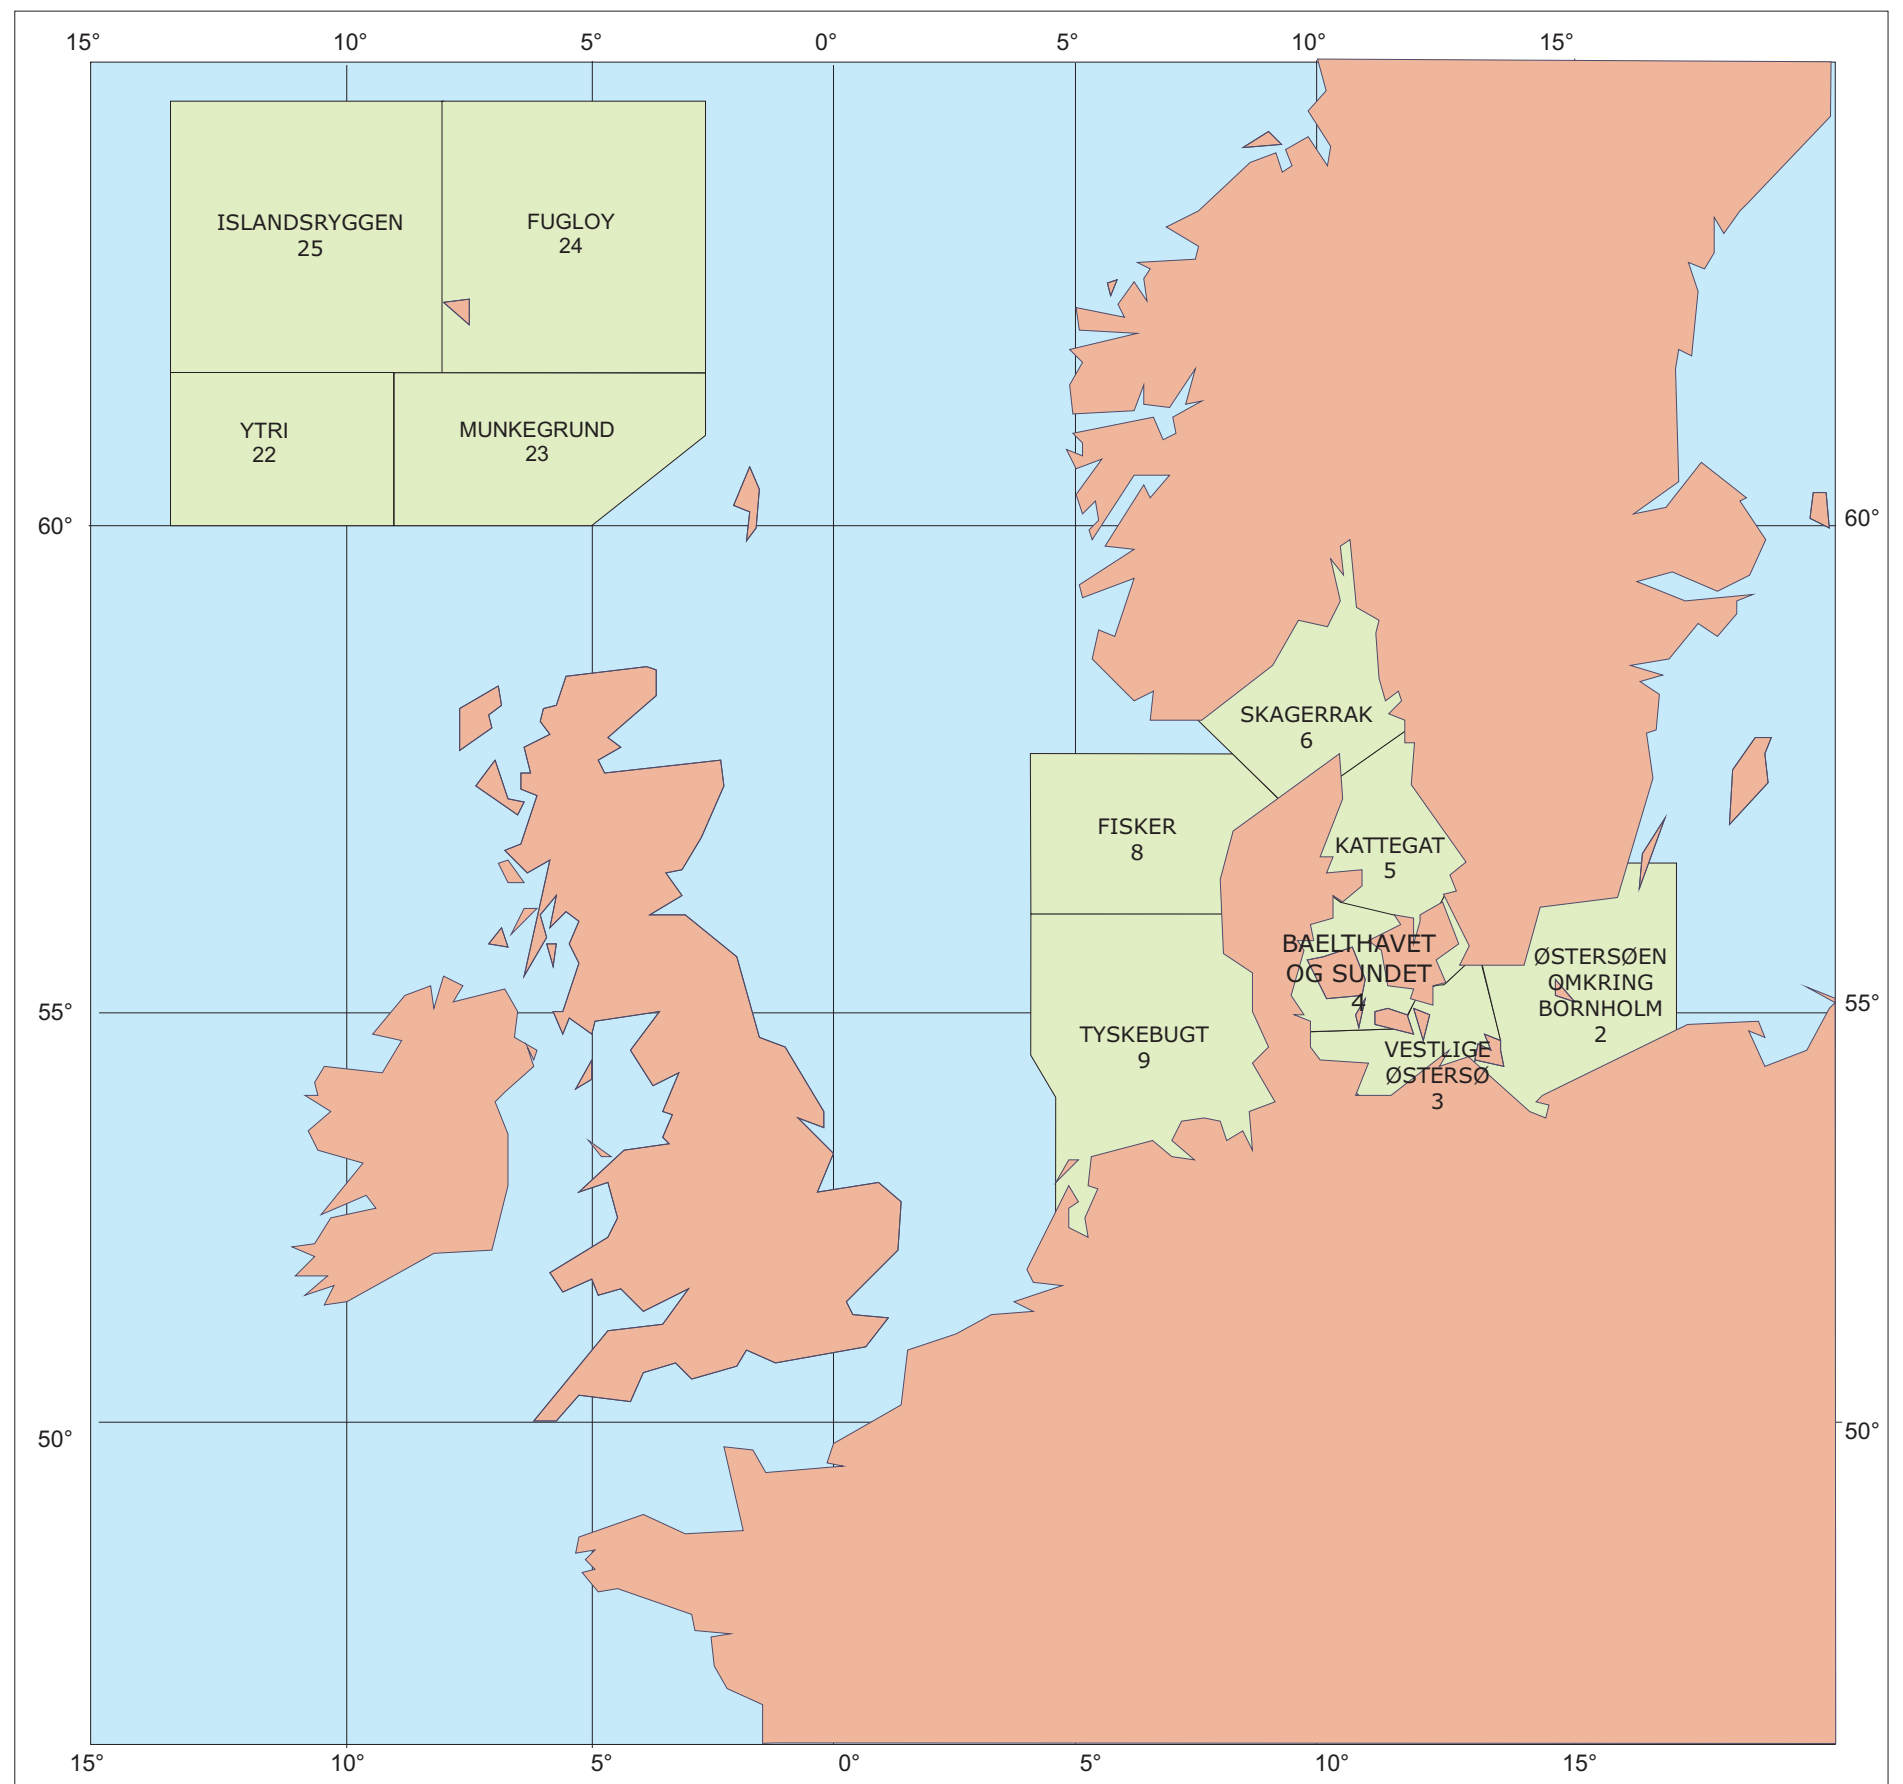 15° 10° 5° 0° 5° 10° 15°
ISLANDSRYGGEN
25
FUGLOY
24
YTRI
22
MUNKEGRUND
23
60° 60°
SKAGERRAK
6
FISKER
8
KATTEGAT
5
BAELTHAVET
OG SUNDET
4
ØSTERSØEN
OMKRING
BORNHOLM
2
55° 55°
TYSKEBUGT
9
VESTLIGE
ØSTERSØ
3
50° 50°
15° 10° 5° 0° 5° 10° 15°